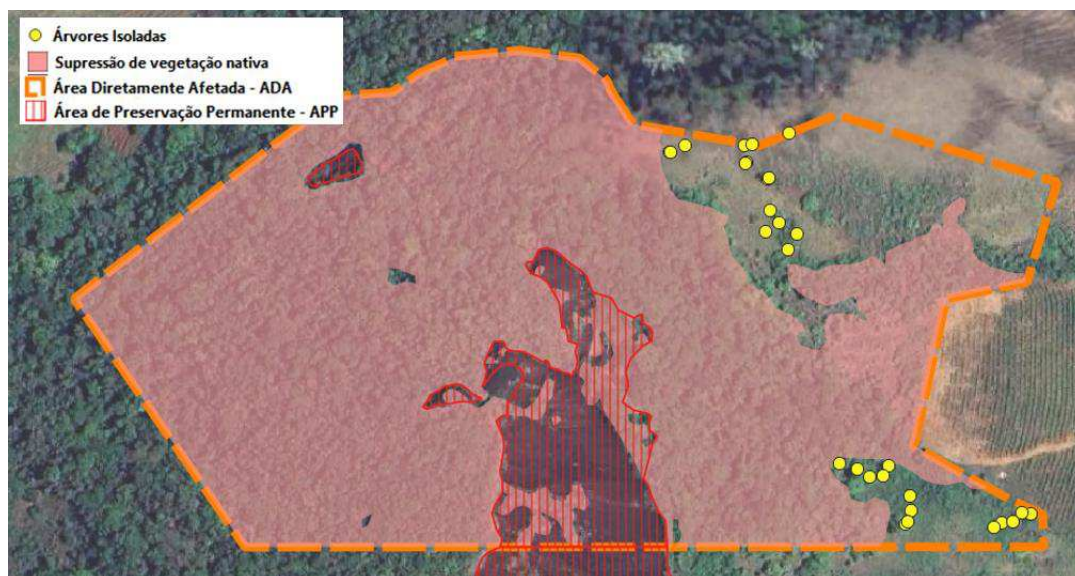 Árvores Isoladas
Supressão de vegetação nativa
Área Diretamente Afetada - ADA
Área de Preservação Permanente - APP